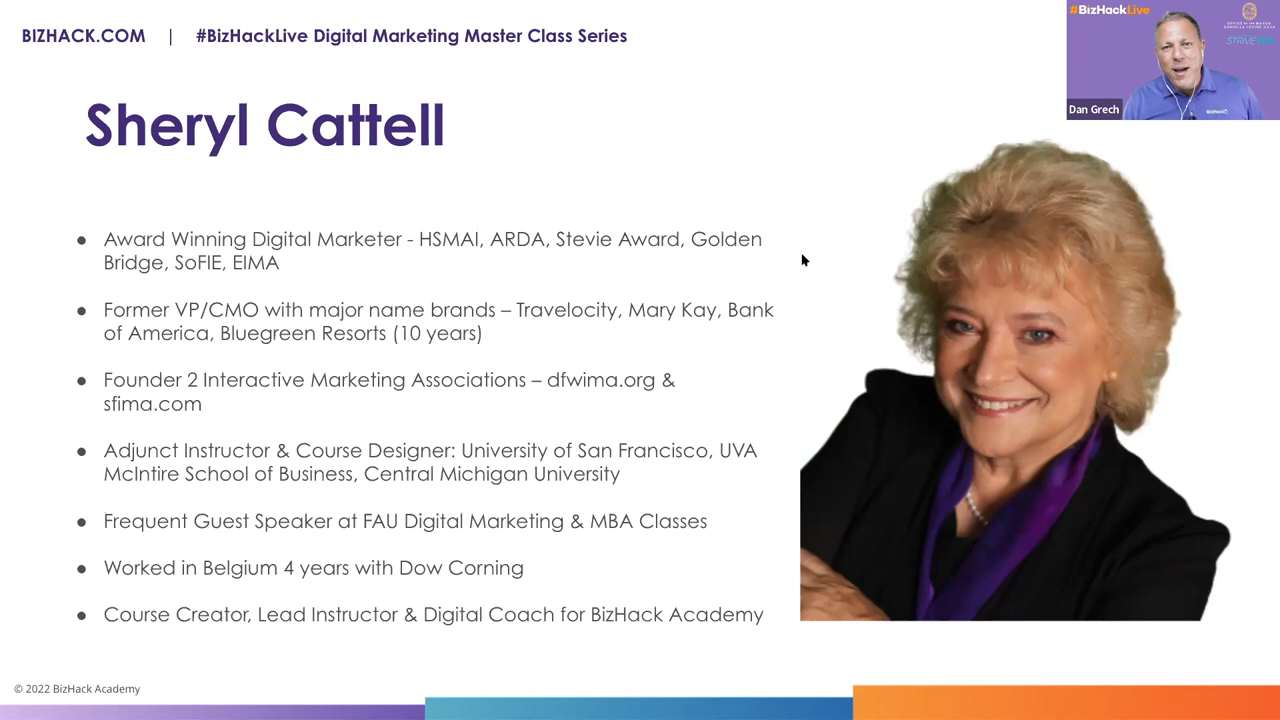 BIZHACK.COM | #BizHackLive Digital Marketing Master Class Series
#BizHackLive
Dan Grech
BIZHACK
Sheryl Cattell
● Award Winning Digital Marketer - HSMAI, ARDA, Stevie Award, Golden
Bridge, SoFIE, EIMA
● Former VP/CMO with major name brands – Travelocity, Mary Kay, Bank
of America, Bluegreen Resorts (10 years)
● Founder 2 Interactive Marketing Associations – dfwima.org &
sfima.com
● Adjunct Instructor & Course Designer: University of San Francisco, UVA
McIntire School of Business, Central Michigan University
● Frequent Guest Speaker at FAU Digital Marketing & MBA Classes
● Worked in Belgium 4 years with Dow Corning
● Course Creator, Lead Instructor & Digital Coach for BizHack Academy
© 2022 BizHack Academy